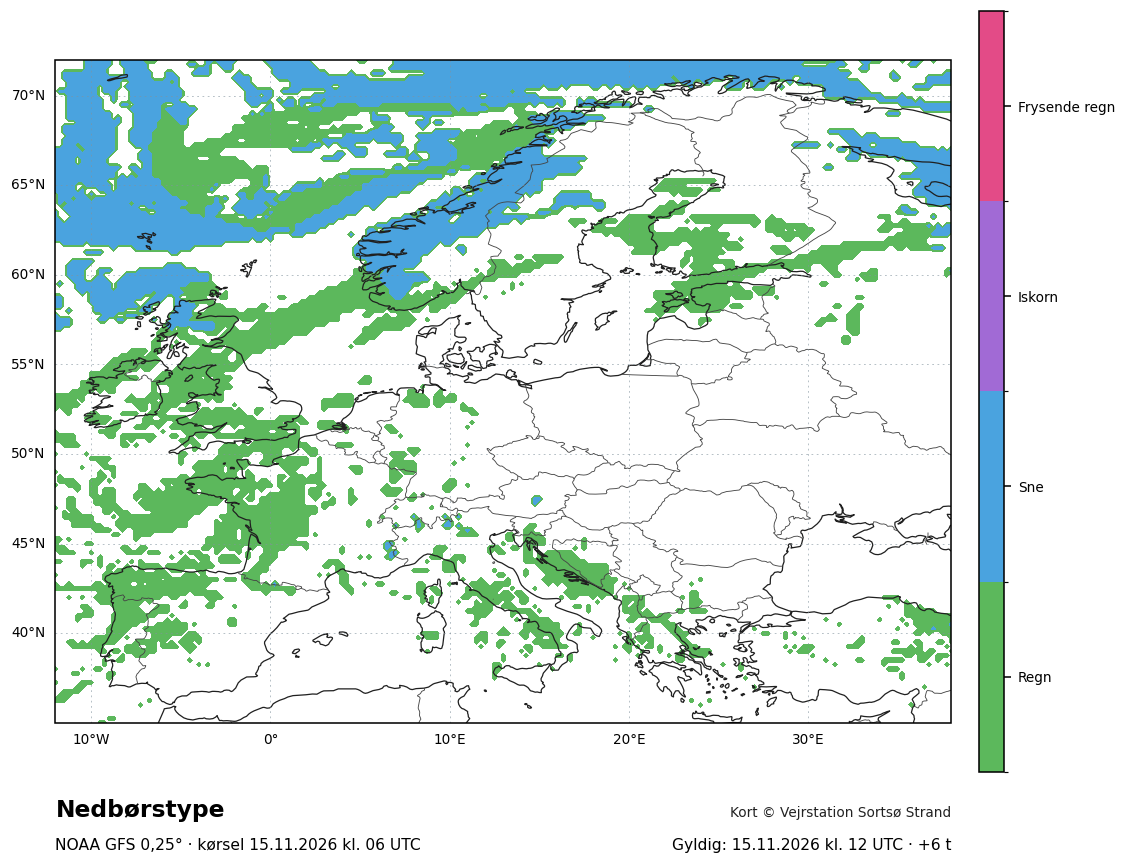 70°N
65°N
60°N
55°N
50°N
45°N
40°N
10°W
0°
10°E
20°E
30°E
Frysende regn
Iskorn
Sne
Regn
Nedbørstype
Kort © Vejrstation Sortsø Strand
NOAA GFS 0,25° · kørsel 15.11.2026 kl. 06 UTC
Gyldig: 15.11.2026 kl. 12 UTC · +6 t